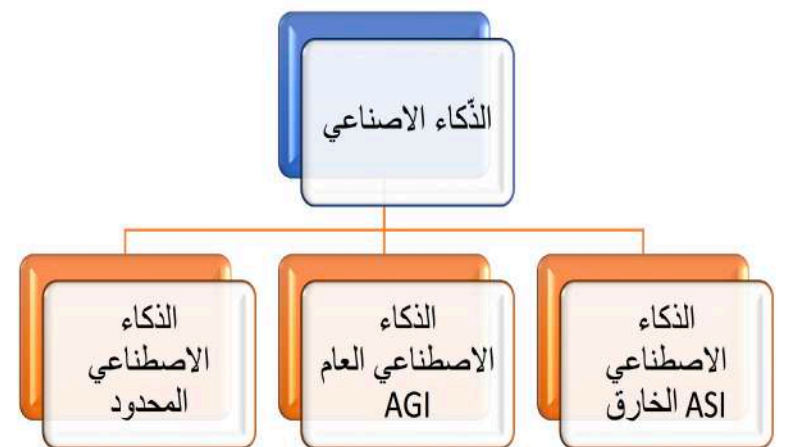 الذّكاء الاصناعي
الذكاء
الاصطناعي
ASI الخارق
الذكاء
الاصطناعي العام
AGI
الذكاء
الاصطناعي
المحدود